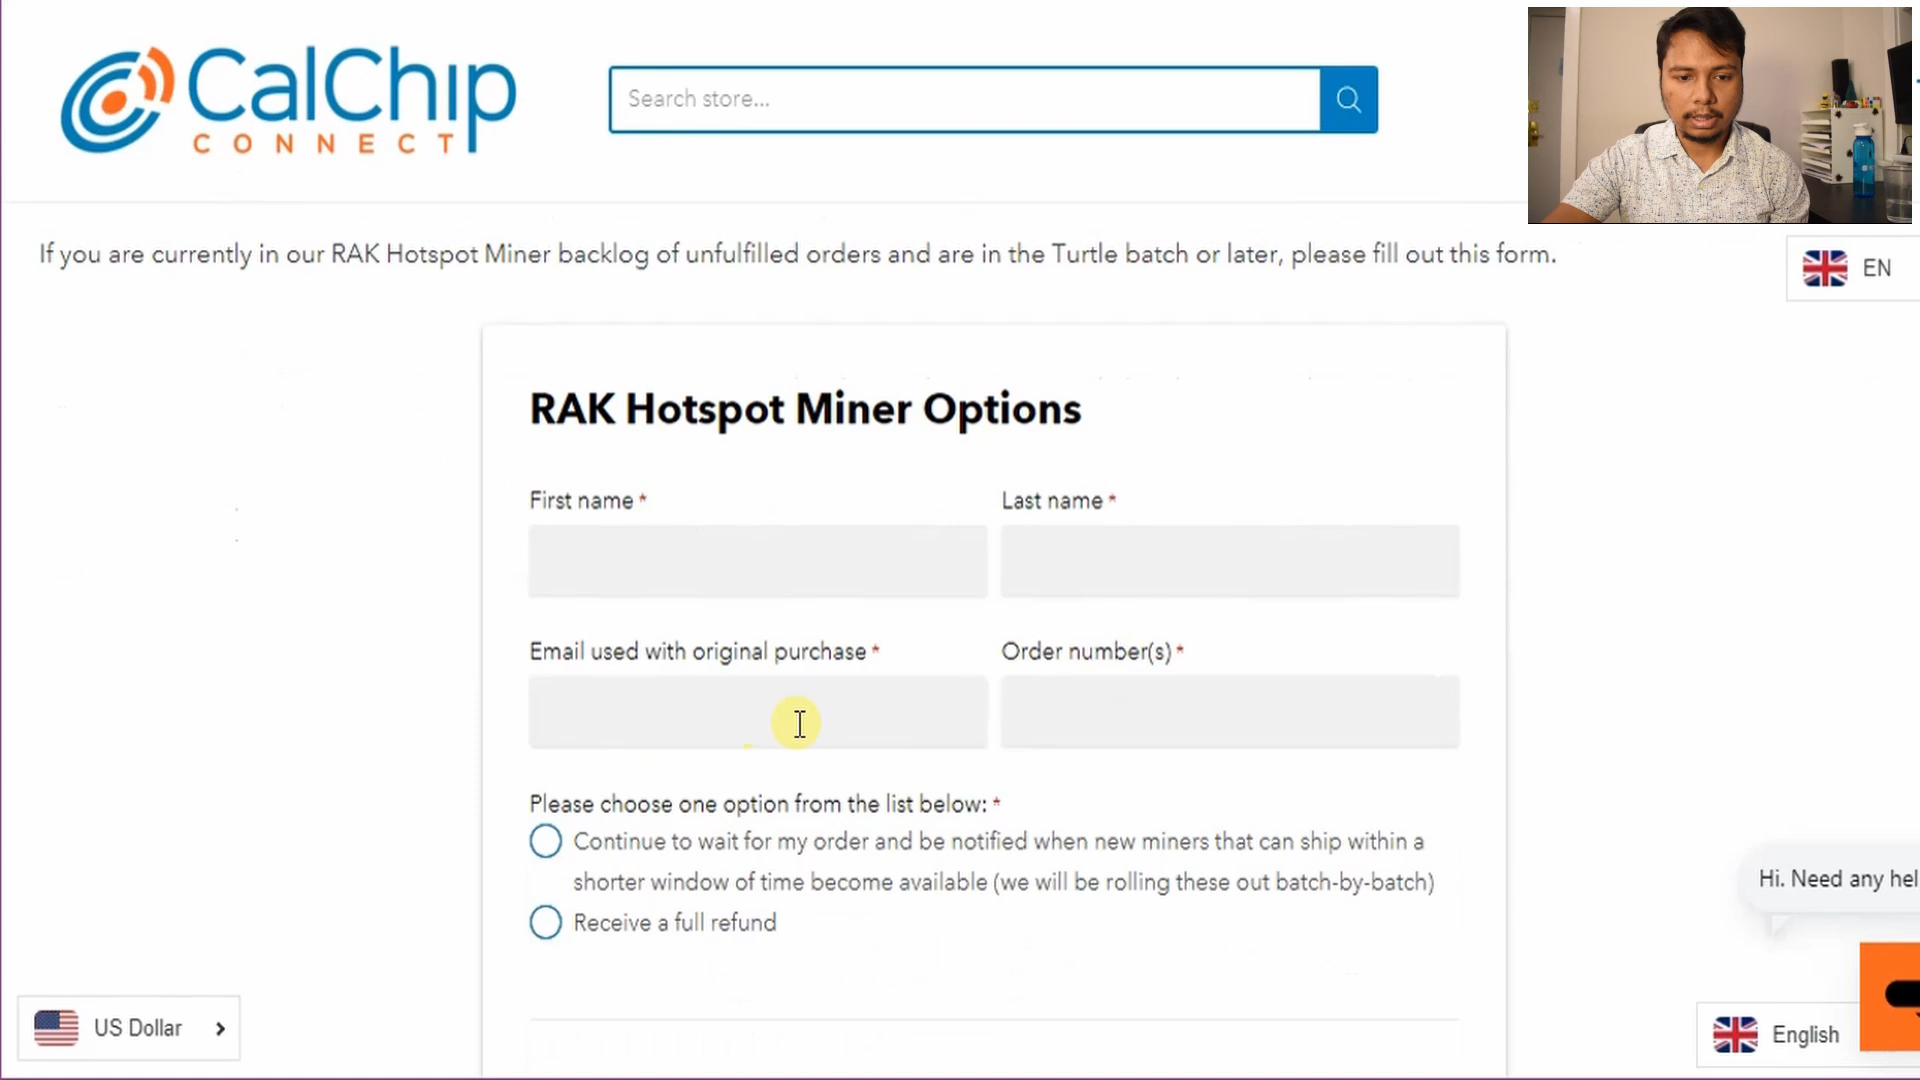 CalChip
CONNECT
Search store...
EN
If you are currently in our RAK Hotspot Miner backlog of unfulfilled orders and are in the Turtle batch or later, please fill out this form.
RAK Hotspot Miner Options
First name *
Last name *
Email used with original purchase *
Order number(s) *
Please choose one option from the list below: *
Continue to wait for my order and be notified when new miners that can ship within a
shorter window of time become available (we will be rolling these out batch-by-batch)
Receive a full refund
Hi. Need any
US Dollar
English